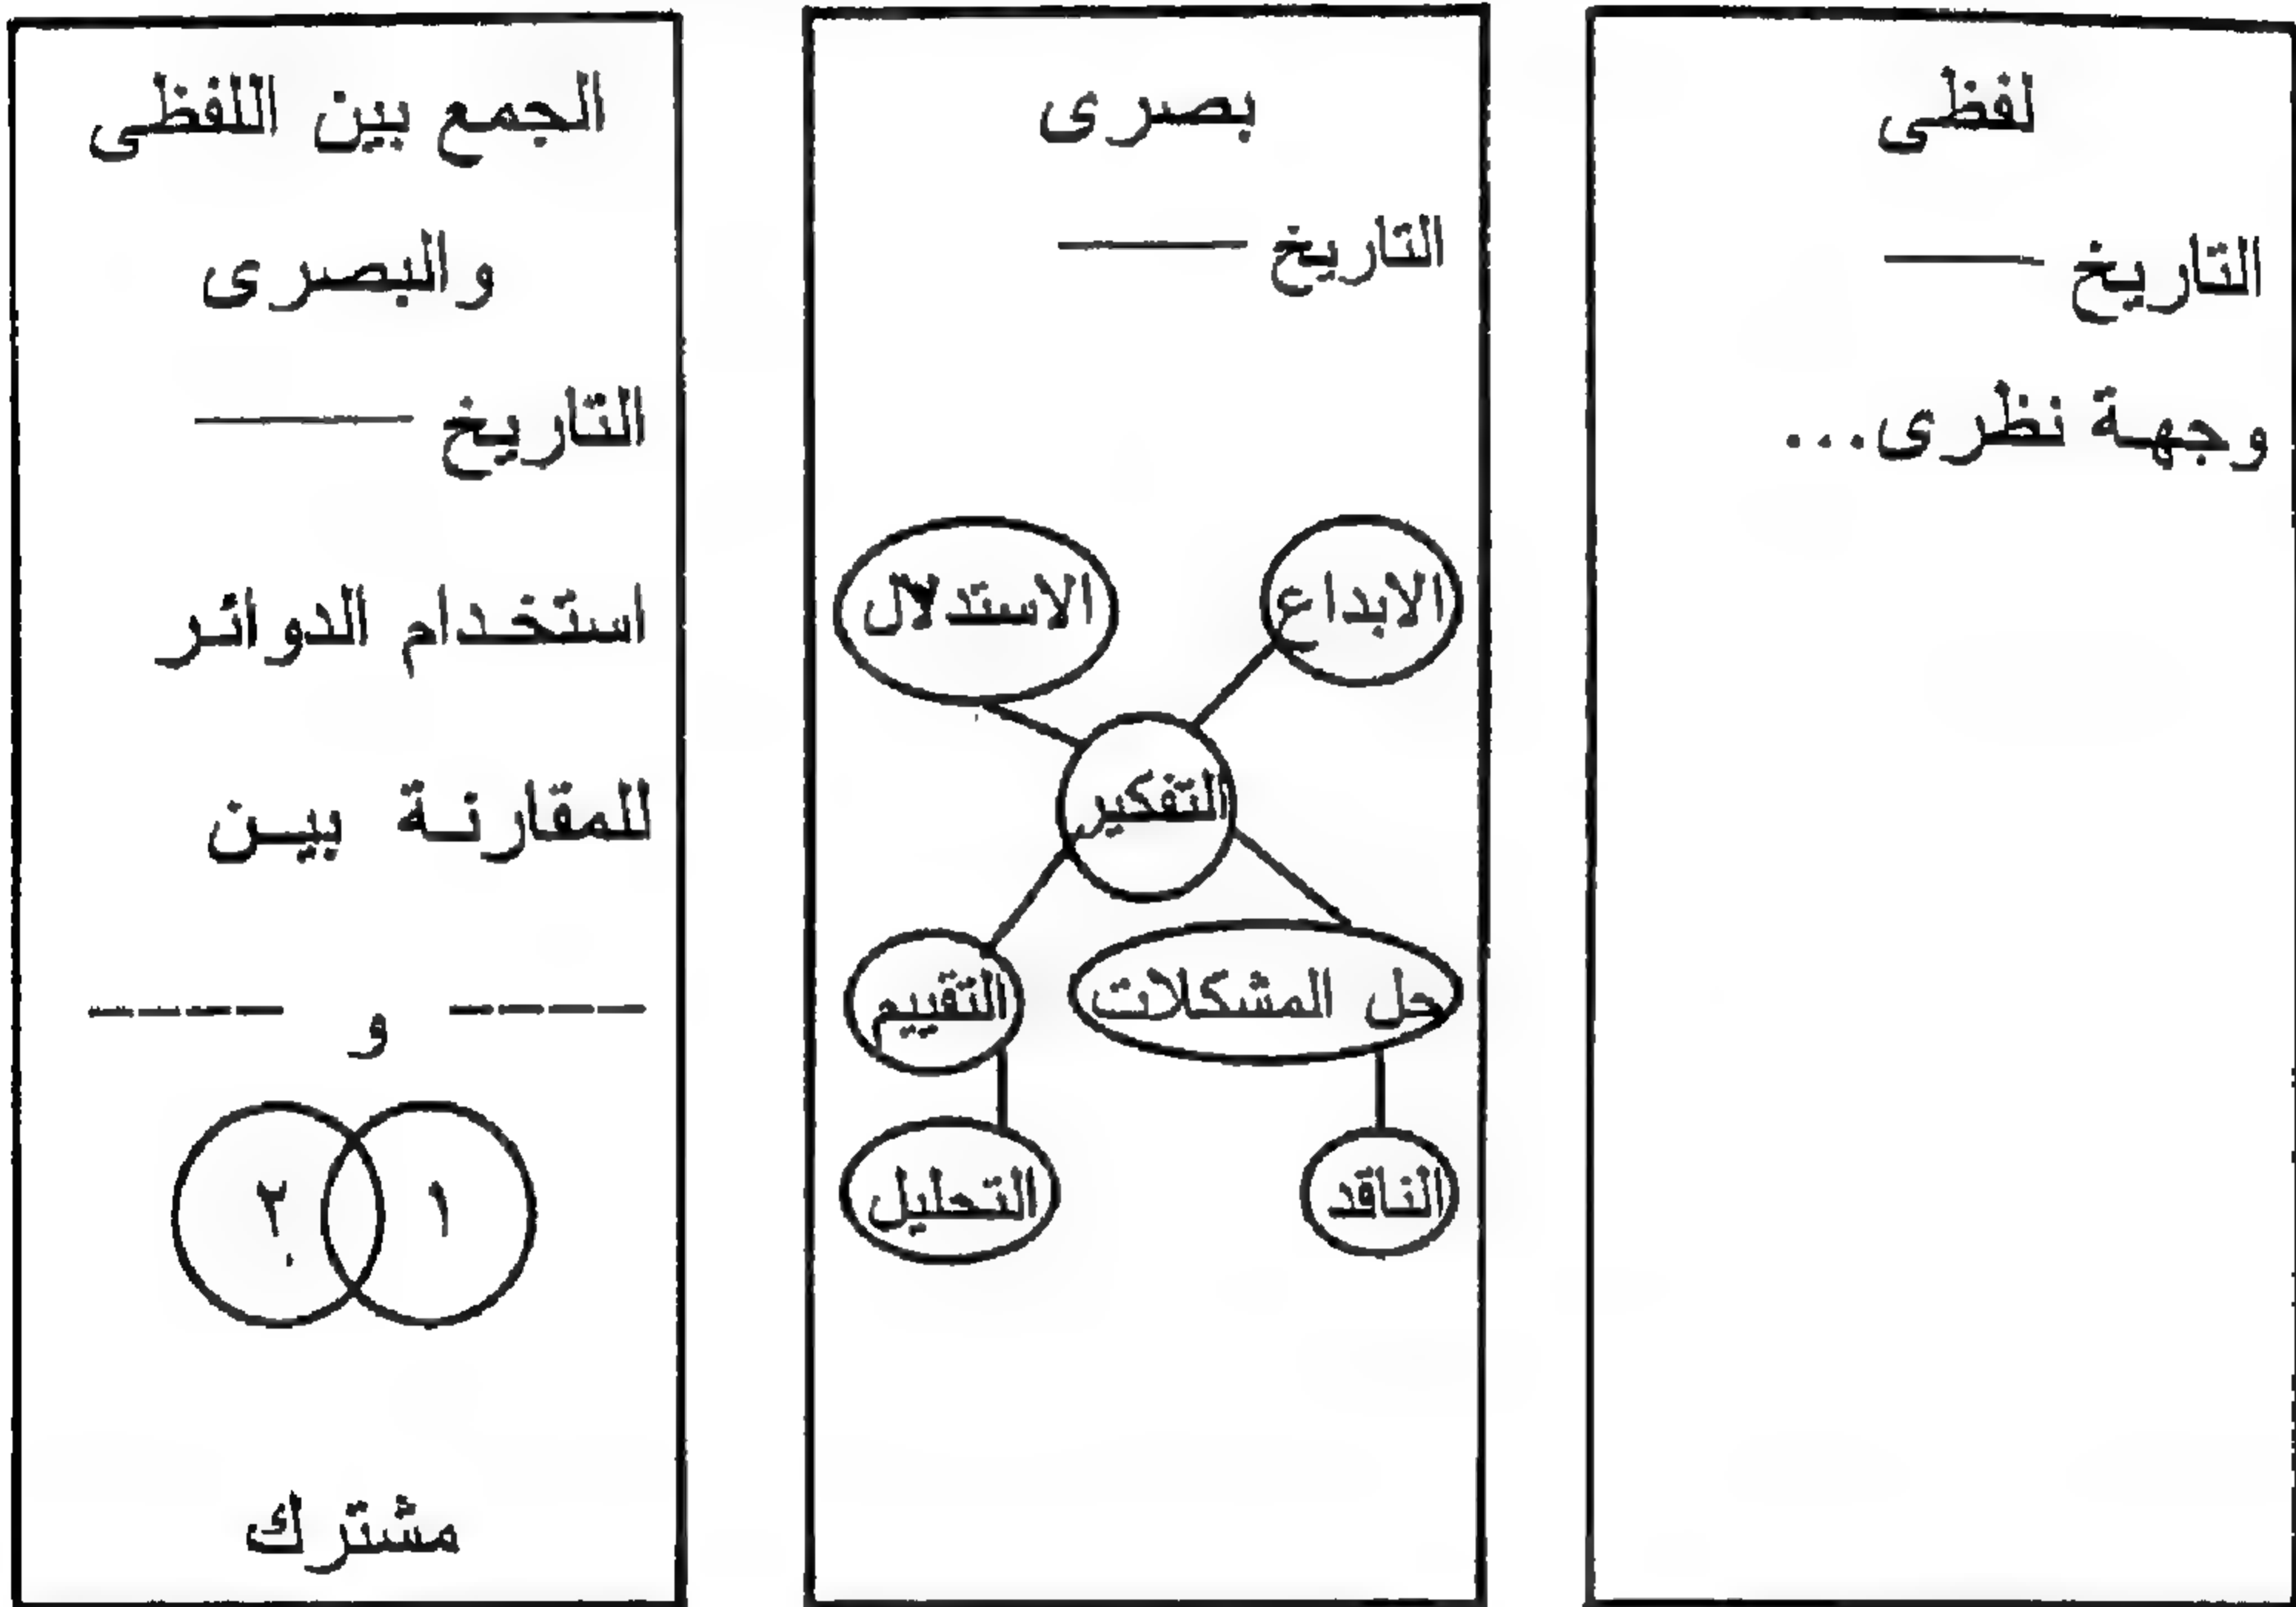 لفظى
التاريخ ———
وجهة نظرى...
بصرى
التاريخ ———
الابداع
الاستدلال
التفكير
حل المشكلات
التقييم
الناقد
التحليل
الجمع بين اللفظى
والبصرى
التاريخ ———
استخدام الدوائر
للمقارنة بين
---- و ----
١
٢
مشترك